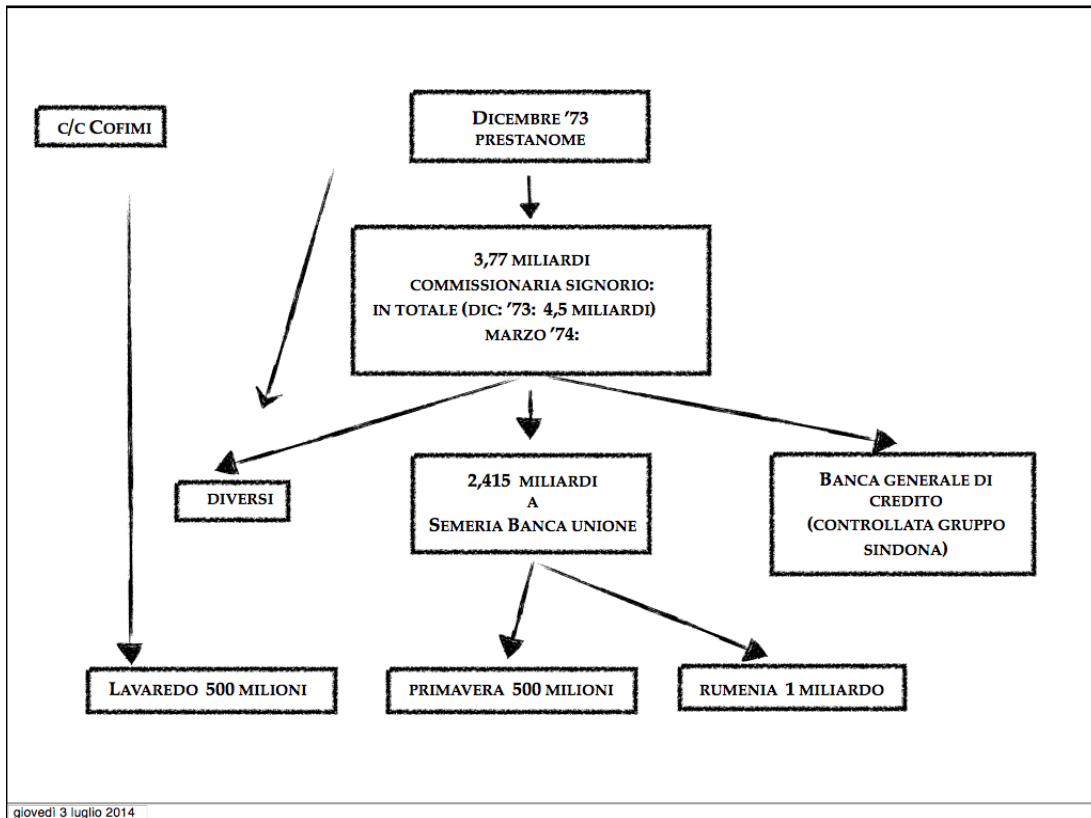 c/c Cofimi
Dicembre '73
prestanome
3,77 miliardi
commissionaria signorio:
in totale (dic: '73: 4,5 miliardi)
marzo '74:
diversi
2,415 miliardi
a
Semeria Banca Unione
Banca generale di
credito
(controllata gruppo
sindona)
Lavaredo 500 milioni
primavera 500 milioni
rumenia 1 miliardo
giovedì 3 luglio 2014